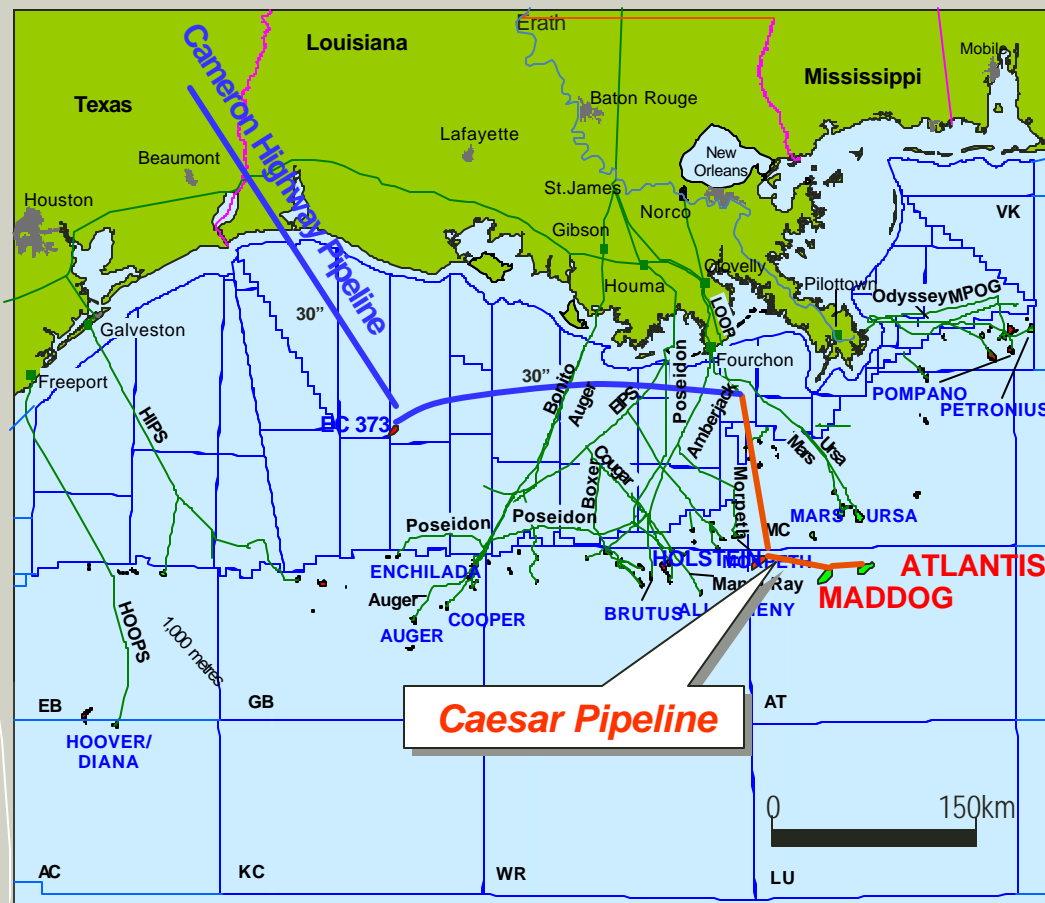 Erath
Louisiana
Mobile
Mississippi
Texas
Cameron Highway Pipeline
Baton Rouge
Lafayette
Beaumont
New
Orleans
St.James
Houston
Norco
VK
Gibson
Clovelly
Houma
Pilottown
Odyssey
MPOG
LOOP
30”
Galveston
Fourchon
Freeport
30”
Bonito
Auger
EIPS
Poseidon
Amberjack
POMPANO
PETRONIUS
HIPS
EC 373
Mars
Ursa
Cougar
Boxer
Morpeth
Poseidon
Poseidon
MARS
URSA
MC
HOLSTEIN
MORPETH
ENCHILADA
ATLANTIS
Manta Ray
MADDOG
Auger
COOPER
BRUTUS
AUGER
HOOPS
1,000 metres
EB
GB
AT
Caesar Pipeline
HOOVER/
DIANA
0
150km
AC
KC
WR
LU